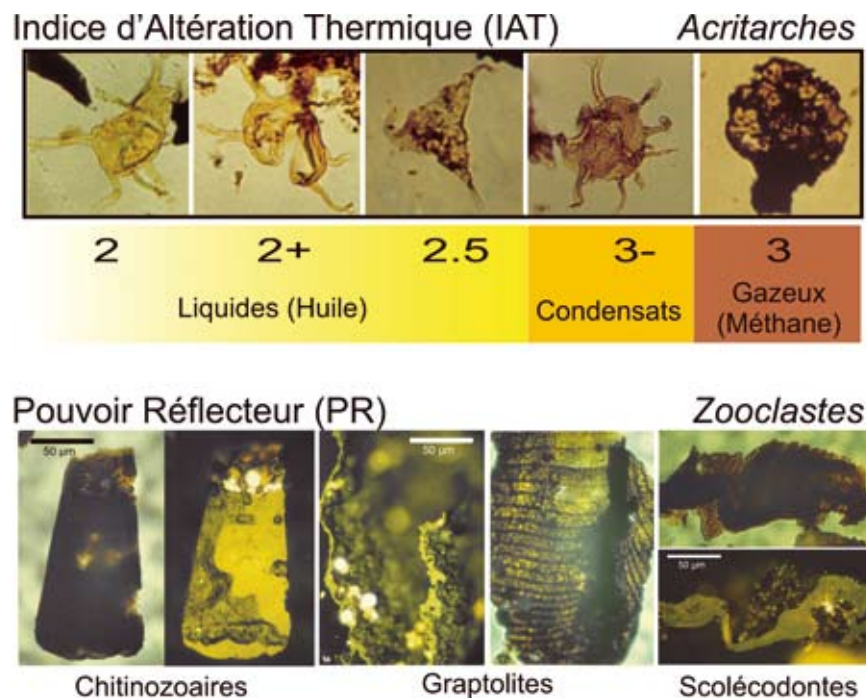 Indice d'Altération Thermique (IAT) Acritarches
2 2+ 2.5 3- 3
Liquides (Huile) Condensats Gazeux
(Méthane)
Pouvoir Réflecteur (PR) Zooclastes
50 µm 50 µm
50 µm
Chitinozoaires Graptolites Scolécodontes